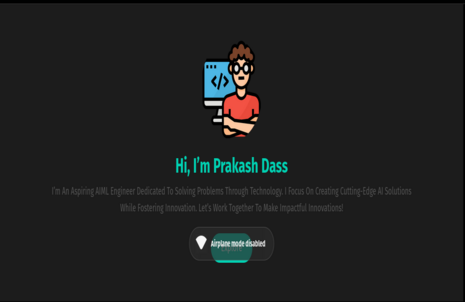 </>
Hi, I'm Prakash Dass
I'm An Aspiring AIML Engineer Dedicated To Solving Problems Through Technology. I Focus On Creating Cutting-Edge AI Solutions
While Fostering Innovation. Let's Work Together To Make Impactful Innovations!
Airplane mode disabled